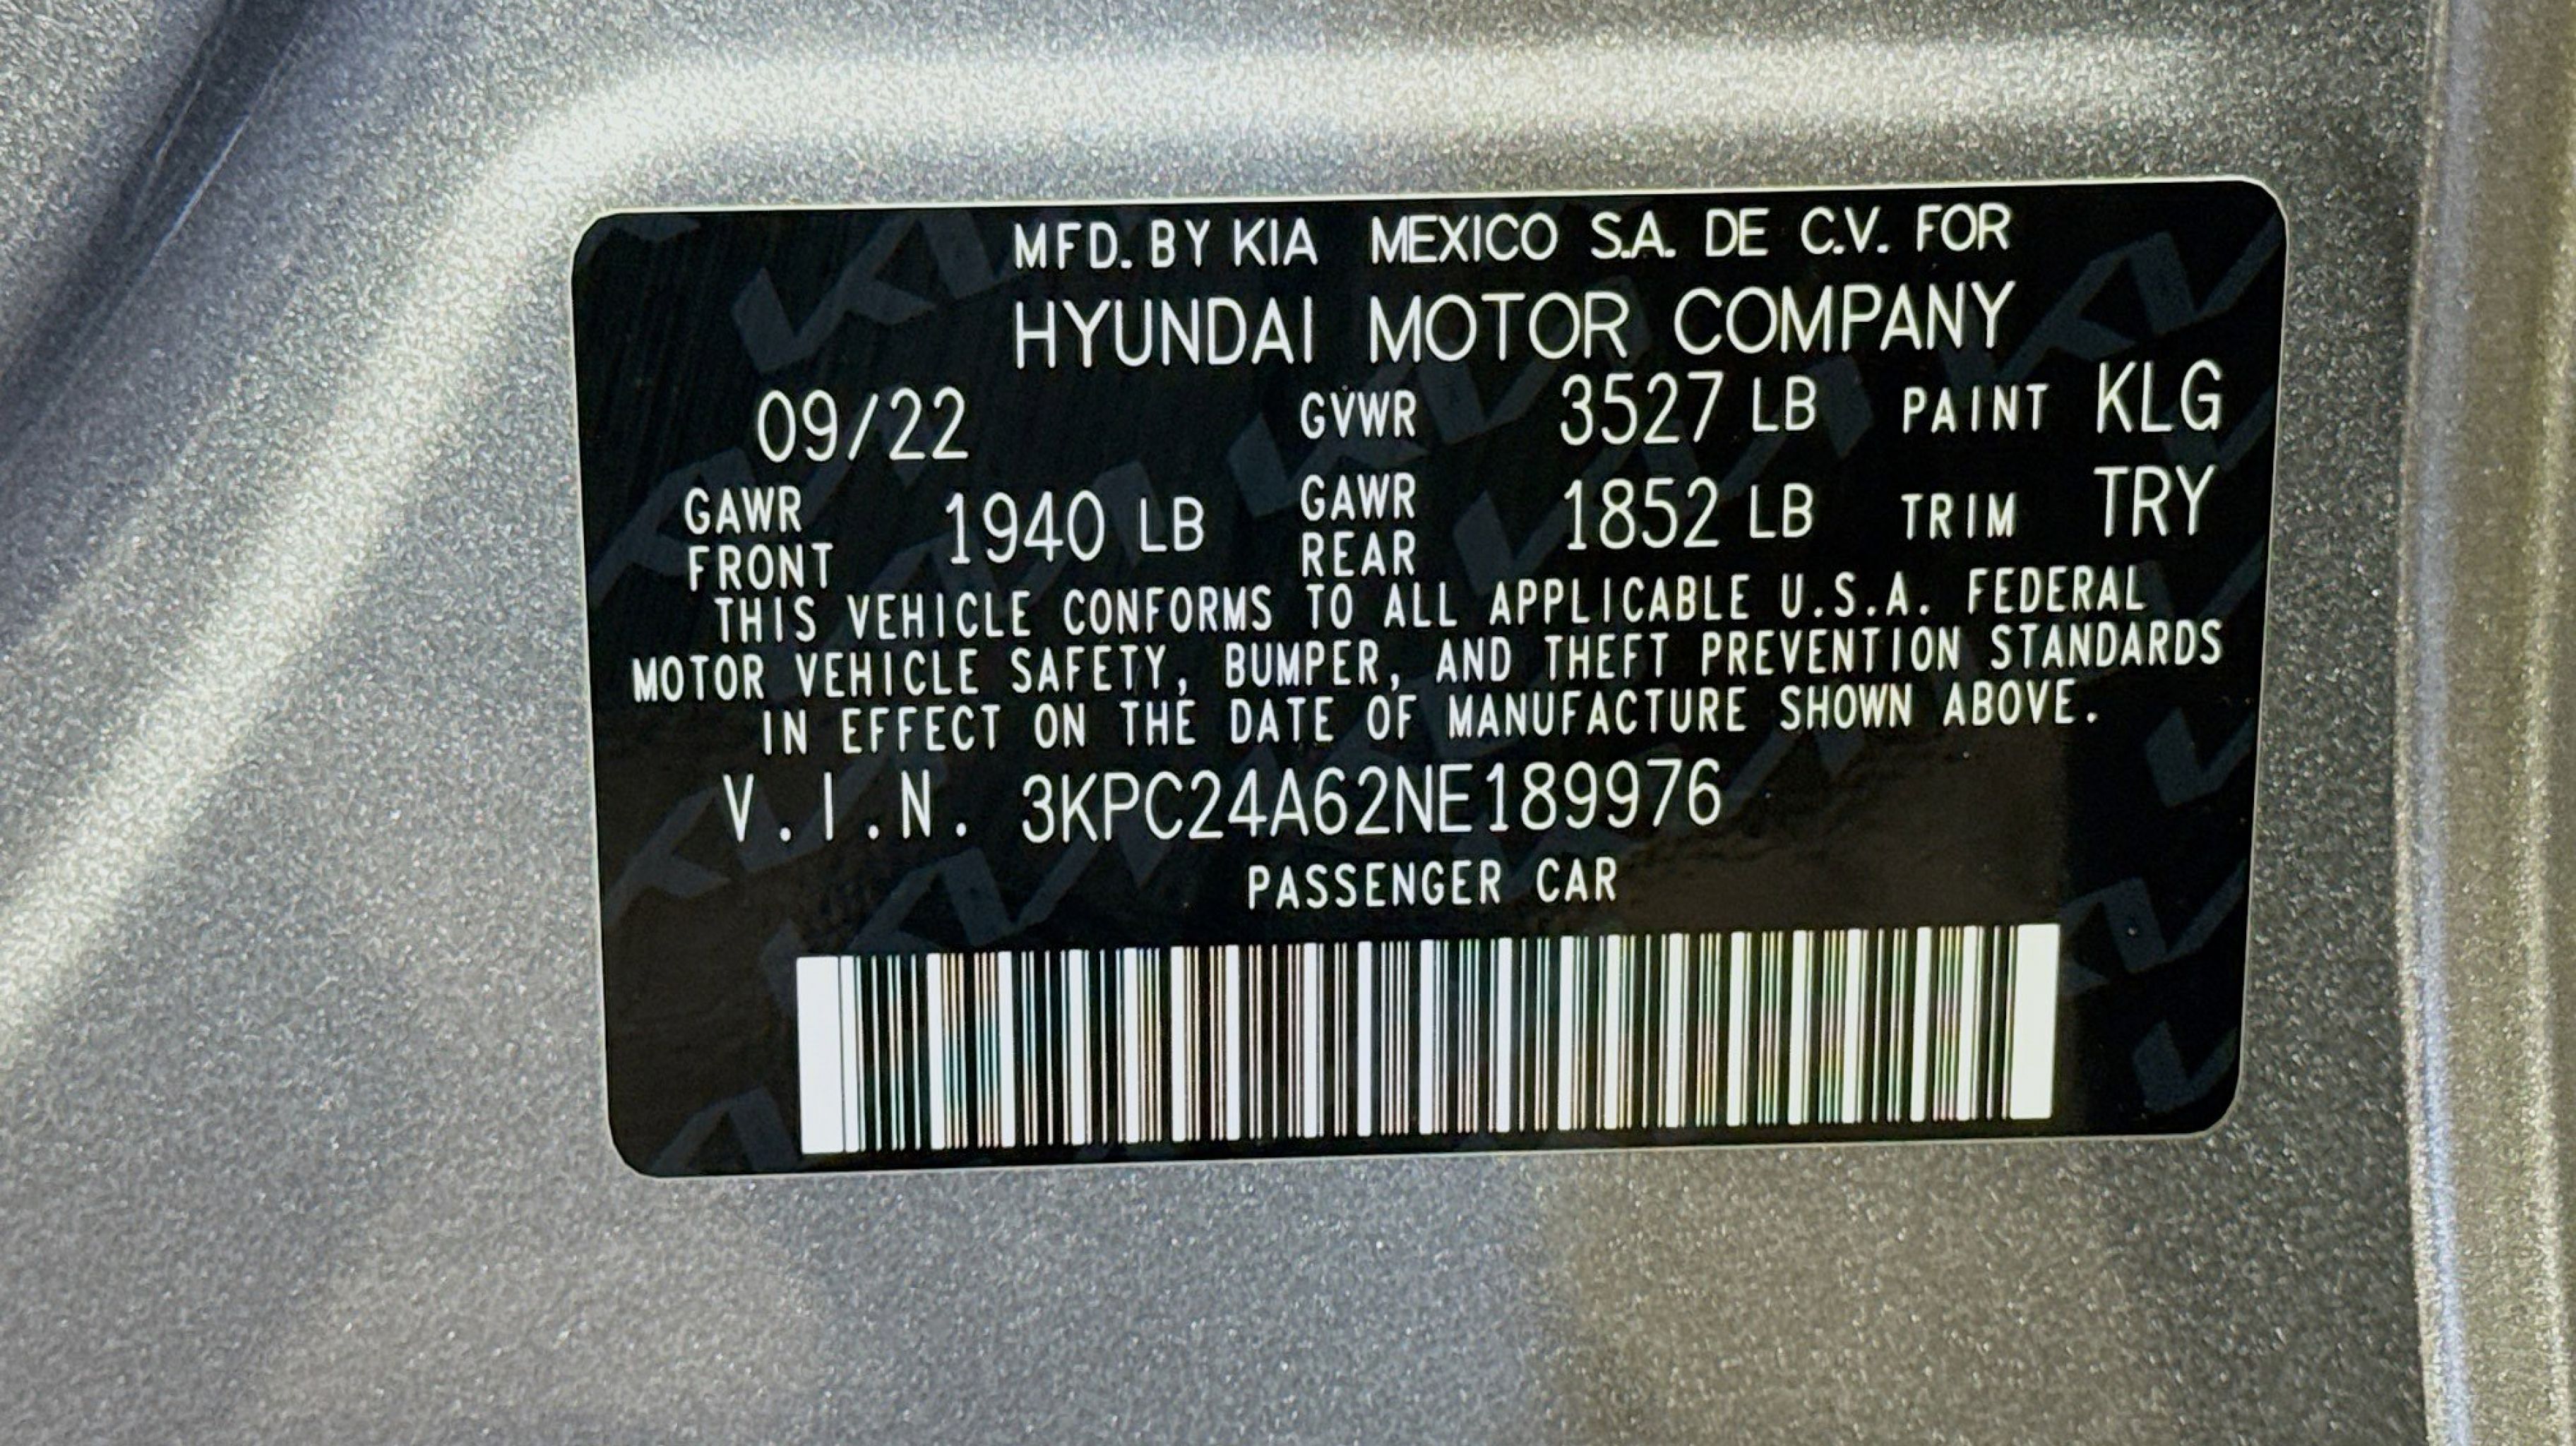 MFD. BY KIA MEXICO S.A. DE C.V. FOR
HYUNDAI MOTOR COMPANY
09/22 GVWR 3527 LB PAINT KLG
GAWR FRONT 1940 LB GAWR REAR 1852 LB TRIM TRY
THIS VEHICLE CONFORMS TO ALL APPLICABLE U.S.A. FEDERAL
MOTOR VEHICLE SAFETY, BUMPER, AND THEFT PREVENTION STANDARDS
IN EFFECT ON THE DATE OF MANUFACTURE SHOWN ABOVE.
V.I.N. 3KPC24A62NE189976
PASSENGER CAR